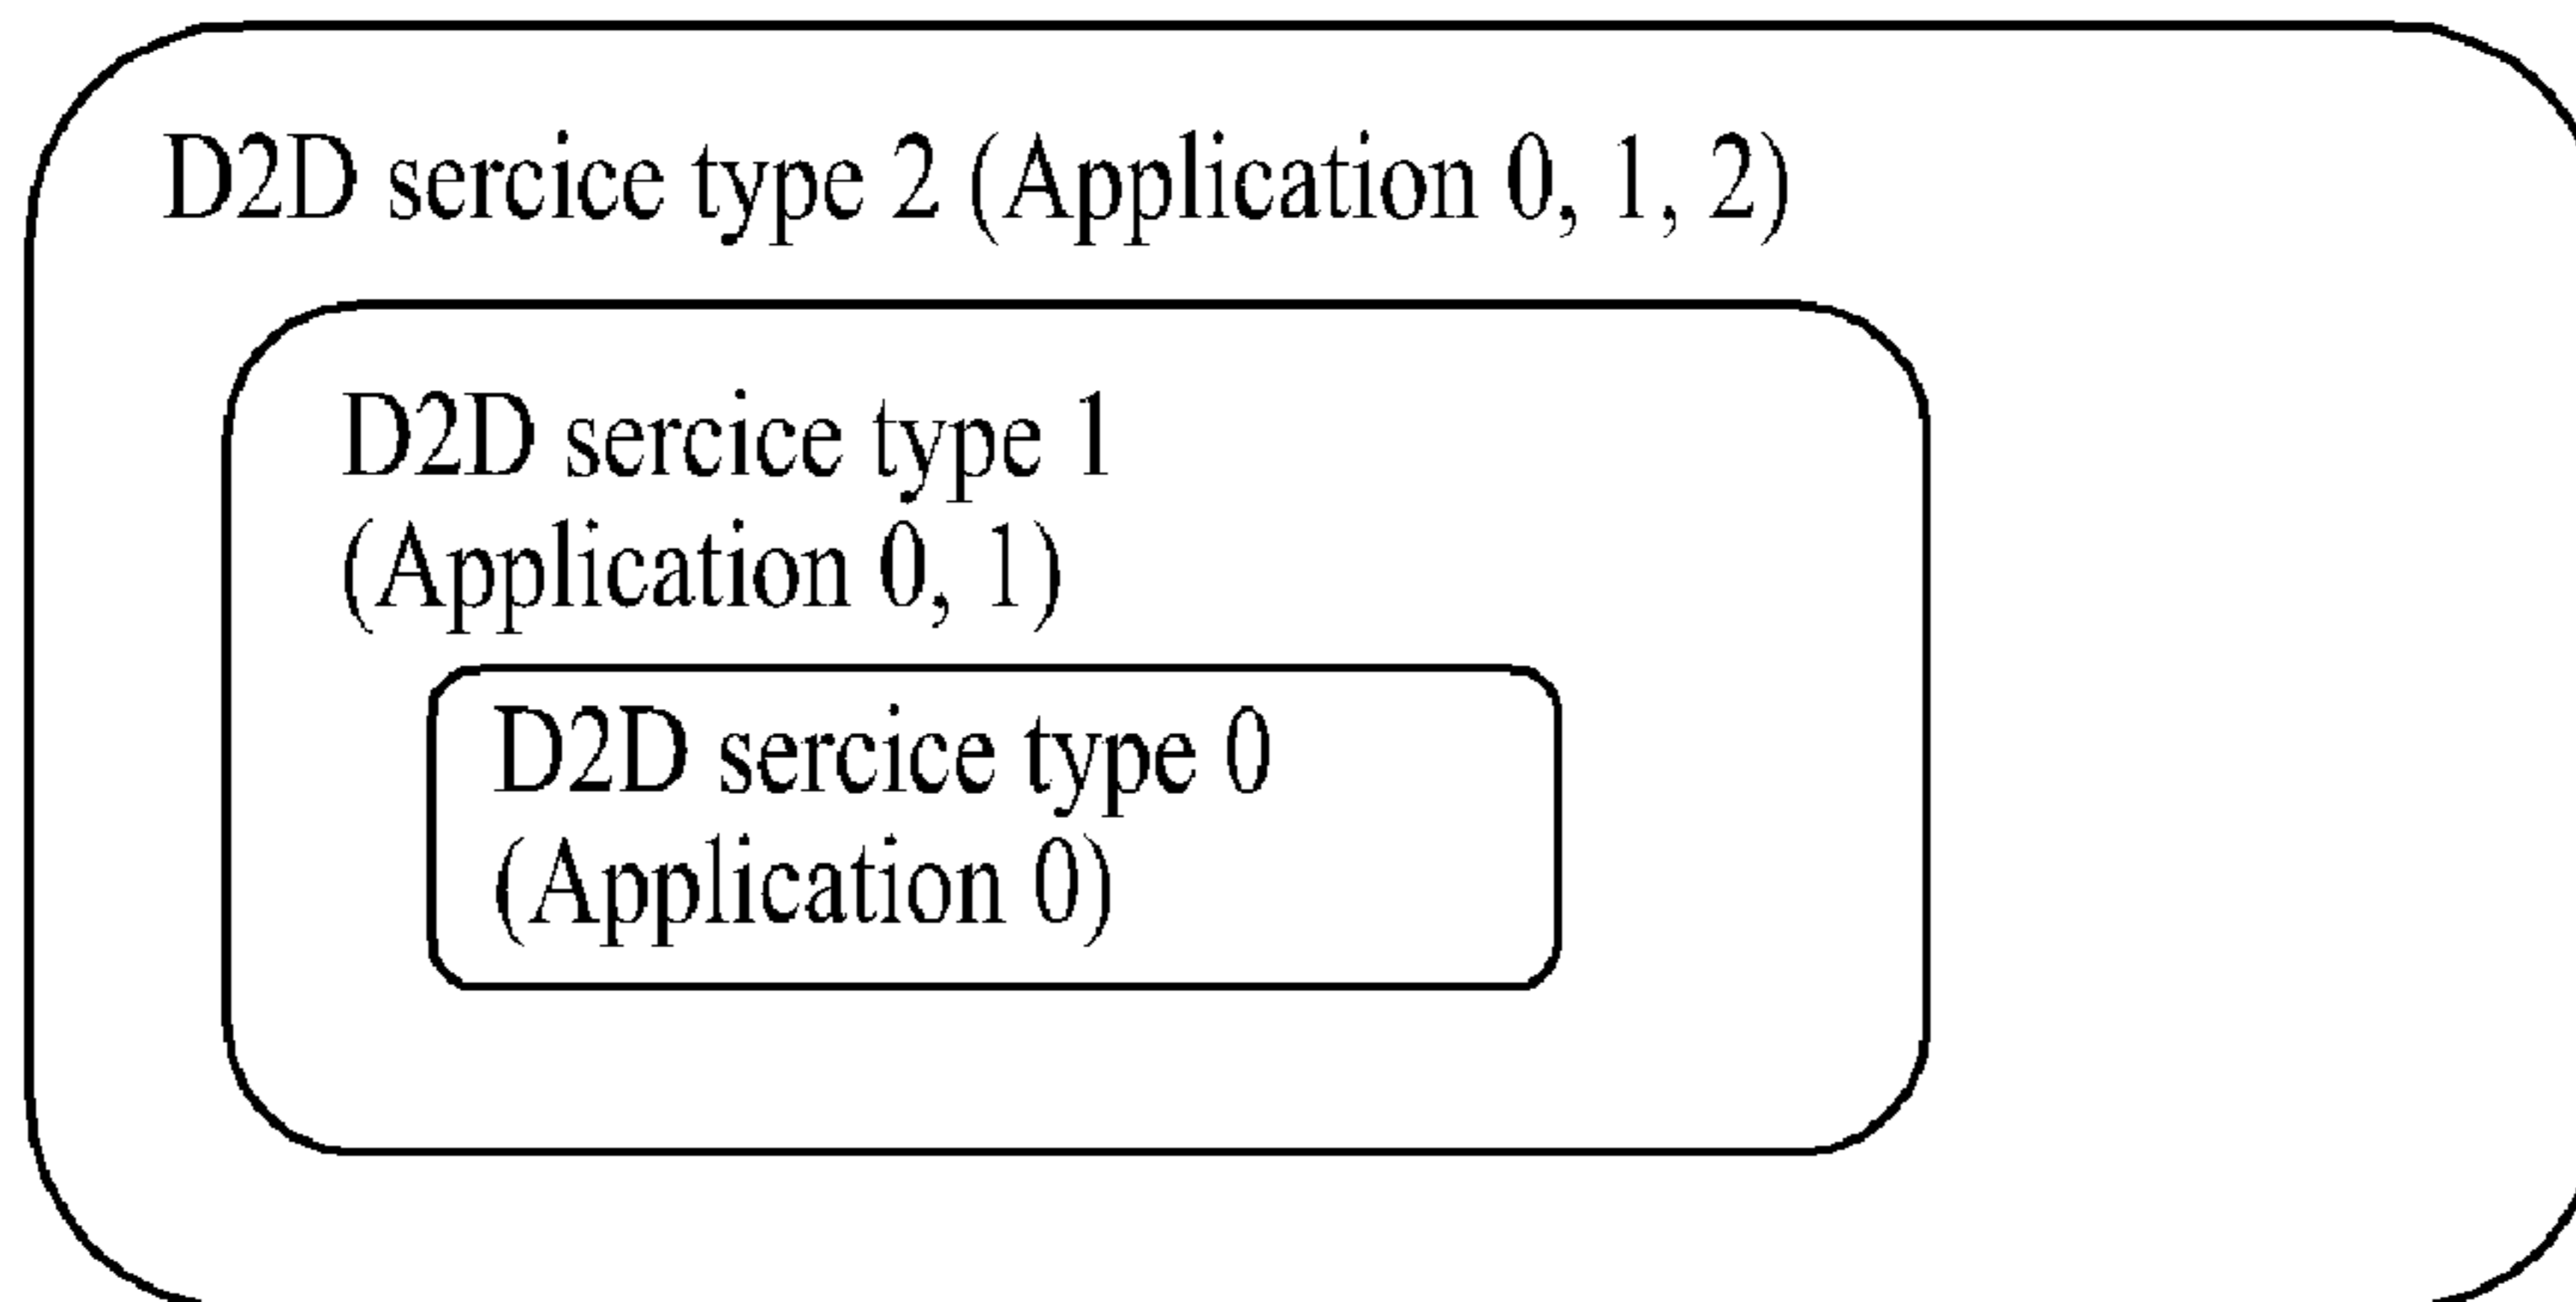 D2D sercice type 2 (Application 0, 1, 2)
D2D sercice type 1
(Application 0, 1)
D2D sercice type 0
(Application 0)